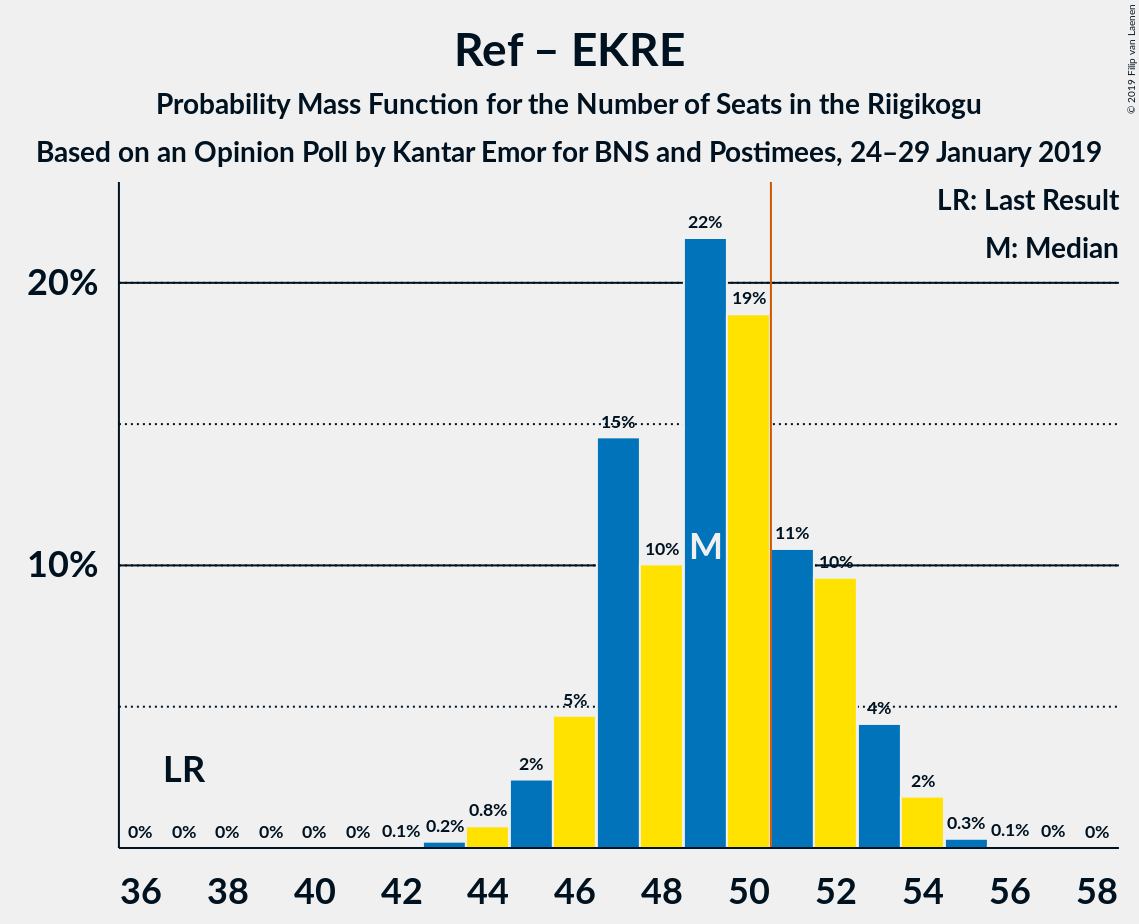 Ref – EKRE
Probability Mass Function for the Number of Seats in the Riigikogu
Based on an Opinion Poll by Kantar Emor for BNS and Postimees, 24–29 January 2019
© 2019 Filip van Laenen
LR: Last Result
M: Median
20%
10%
LR
M
0% 0% 0% 0% 0% 0% 0.1% 0.2% 0.8% 2% 5% 15% 10% 22% 19% 11% 10% 4% 2% 0.3% 0.1% 0% 0%
36 38 40 42 44 46 48 50 52 54 56 58